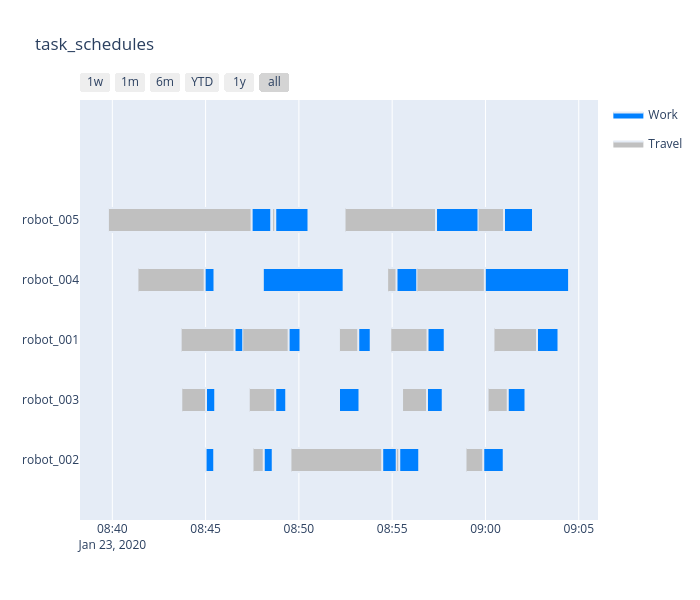 task_schedules
1w 1m 6m YTD 1y all
Work
Travel
robot_005
robot_004
robot_001
robot_003
robot_002
08:40 08:45 08:50 08:55 09:00 09:05
Jan 23, 2020